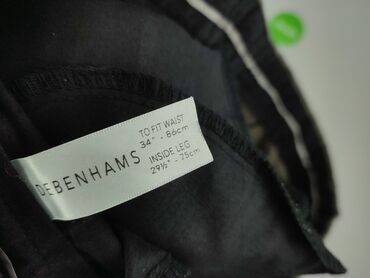 DEBENHAMS
TO FIT WAIST
34" - 86cm
INSIDE LEG
29½" - 75cm